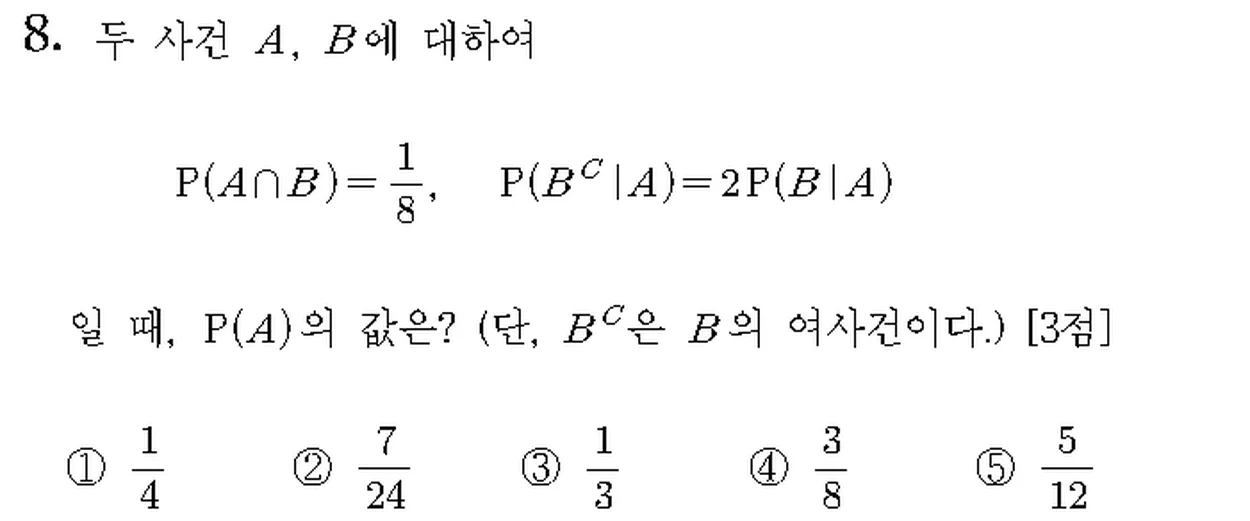 8. 두 사건 A, B에 대하여
P(A∩B)=1/8, P(B^C|A)=2P(B|A)
일 때, P(A)의 값은? (단, B^C은 B의 여사건이다.) [3점]
① 1/4 ② 7/24 ③ 1/3 ④ 3/8 ⑤ 5/12